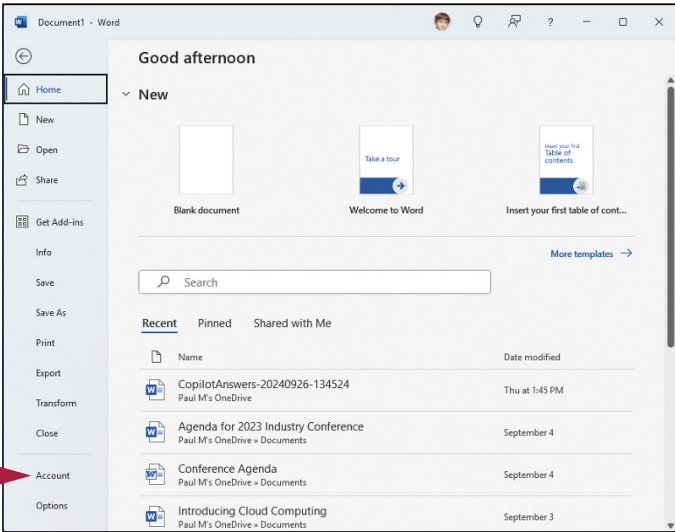 Document1 - Word
?
Good afternoon
Home
New
Open
Share
Get Add-ins
Info
Save
Save As
Print
Export
Transform
Close
Account
Options
New
Take a tour
Insert your first
Table of
contents
Blank document
Welcome to Word
Insert your first table of cont...
More templates
Search
Recent Pinned Shared with Me
Name Date modified
CopilotAnswers-20240926-134524
Paul M's OneDrive
Thu at 1:45 PM
Agenda for 2023 Industry Conference
Paul M's OneDrive » Documents
September 4
Conference Agenda
Paul M's OneDrive » Documents
September 4
Introducing Cloud Computing
Paul M's OneDrive » Documents
September 3